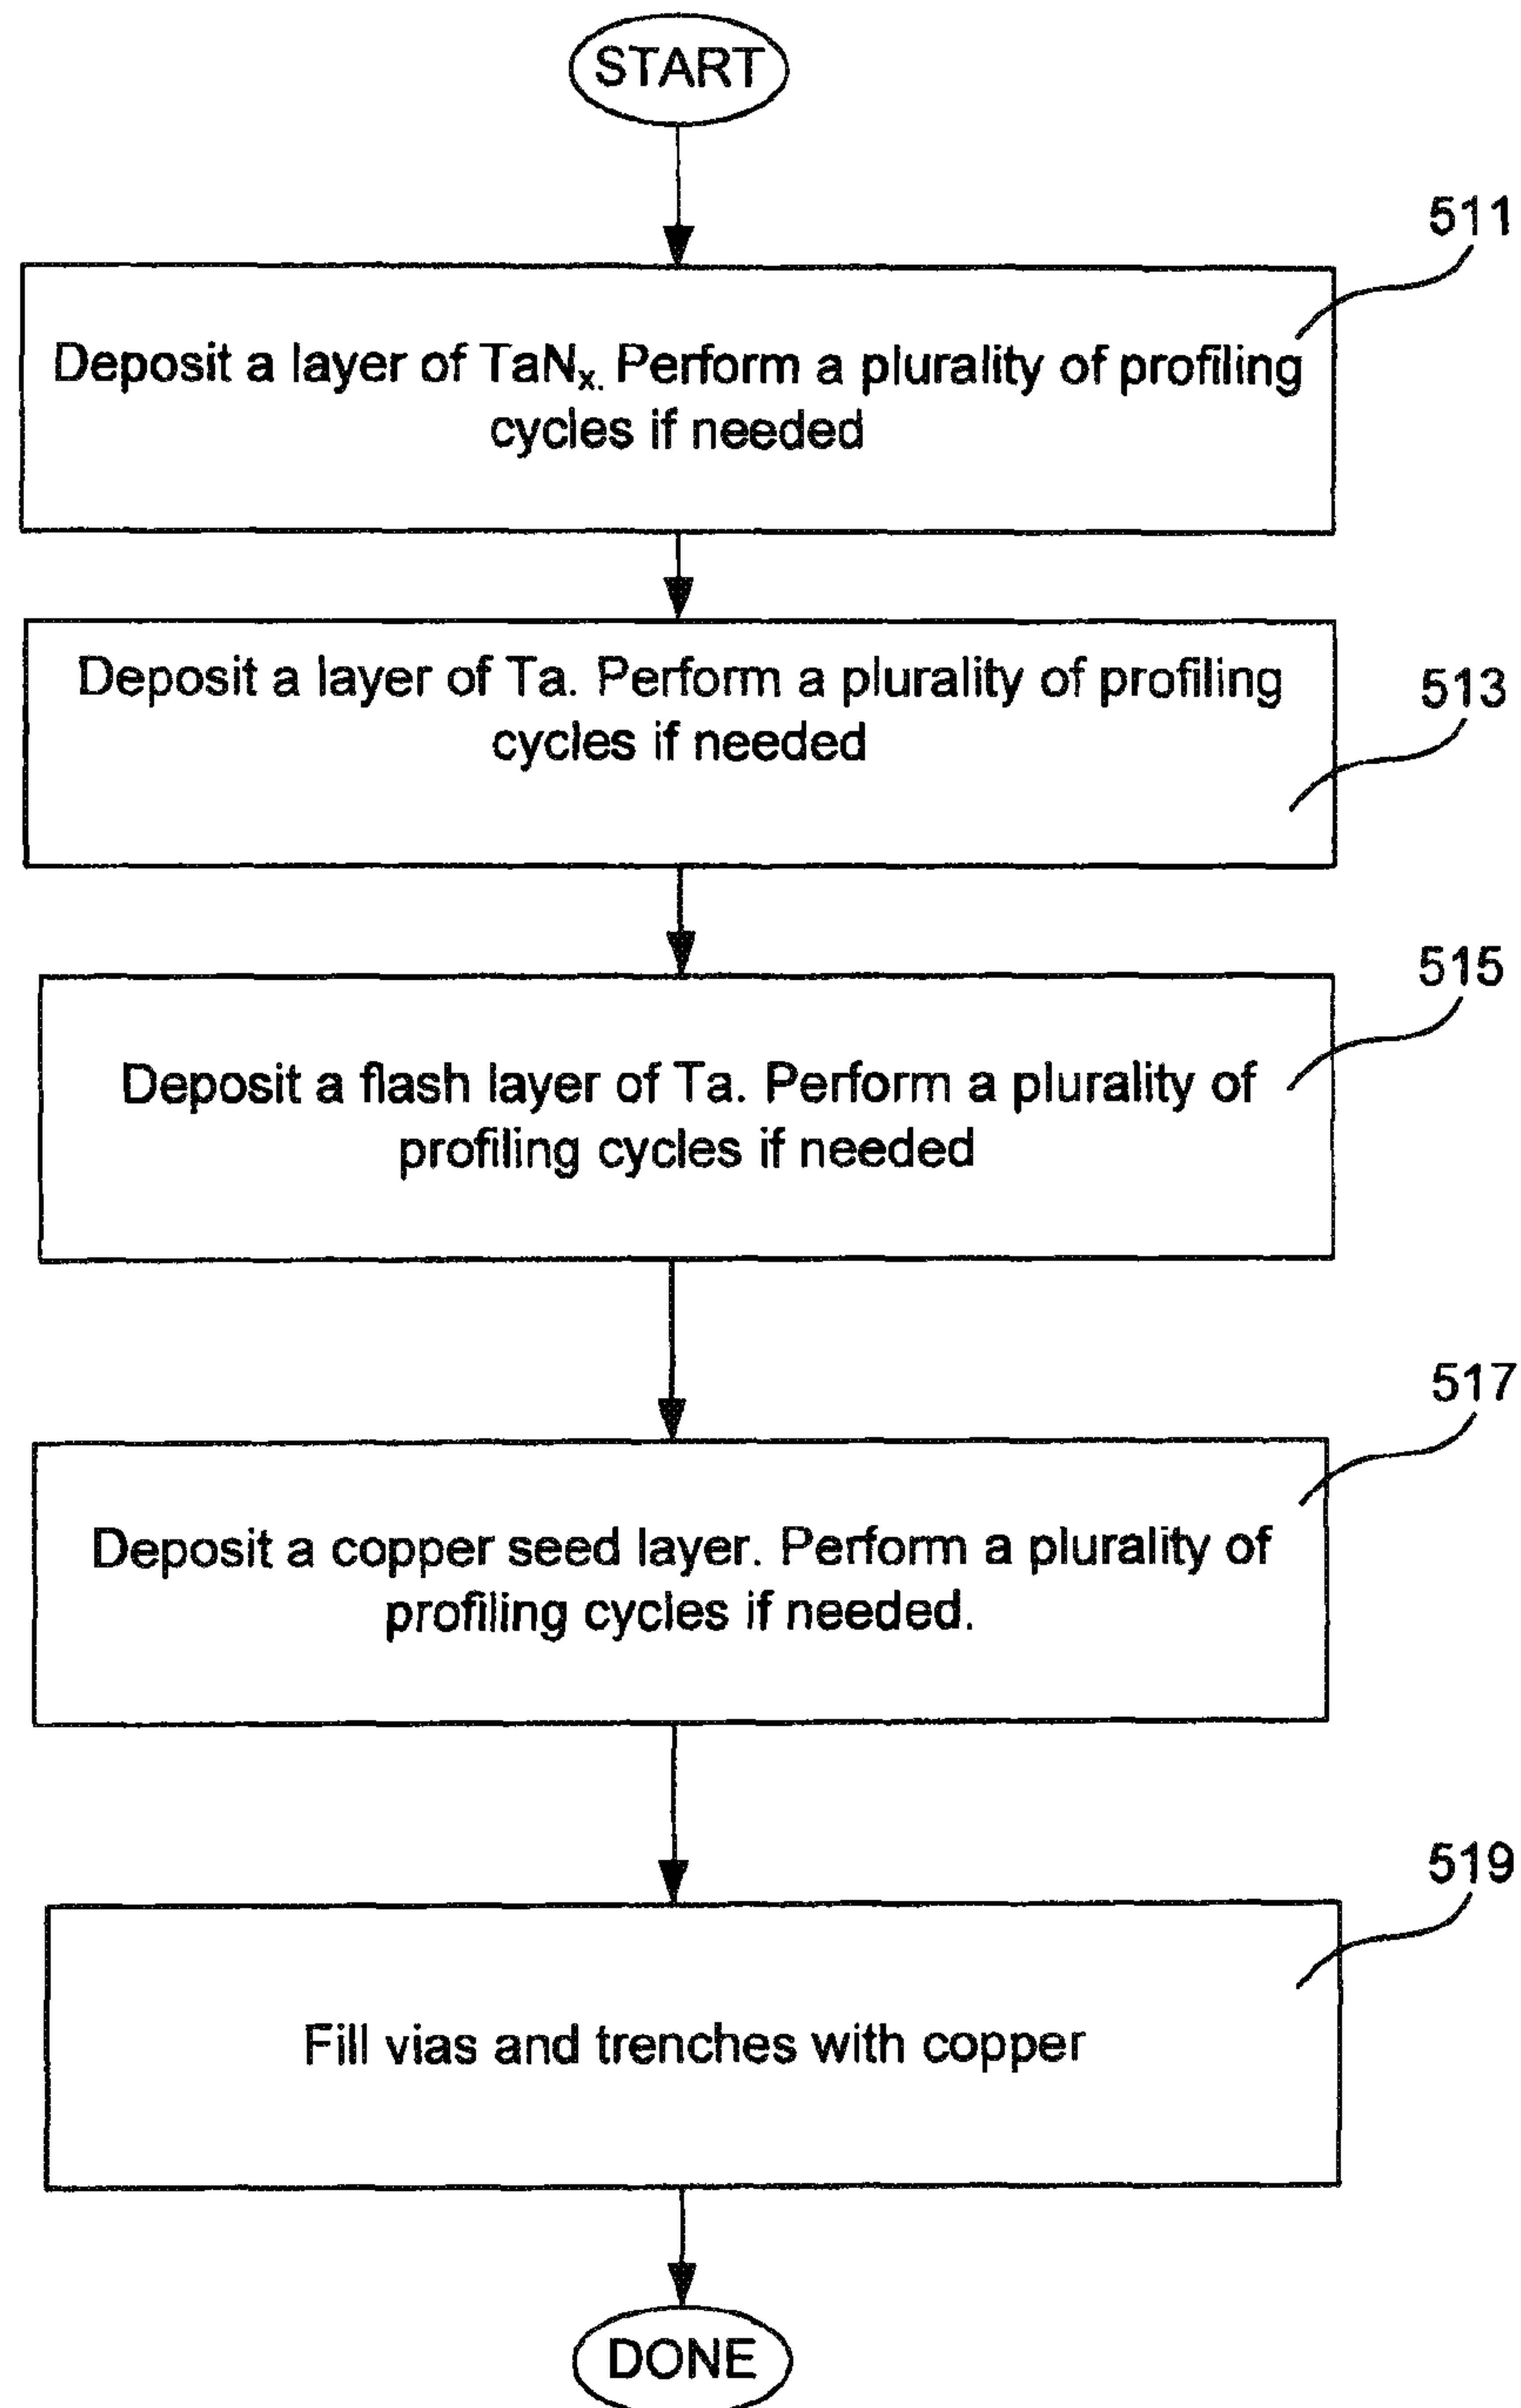 START
511
Deposit a layer of TaNₓ. Perform a plurality of profiling
cycles if needed
Deposit a layer of Ta. Perform a plurality of profiling
513
cycles if needed
515
Deposit a flash layer of Ta. Perform a plurality of
profiling cycles if needed
517
Deposit a copper seed layer. Perform a plurality of
profiling cycles if needed.
519
Fill vias and trenches with copper
DONE